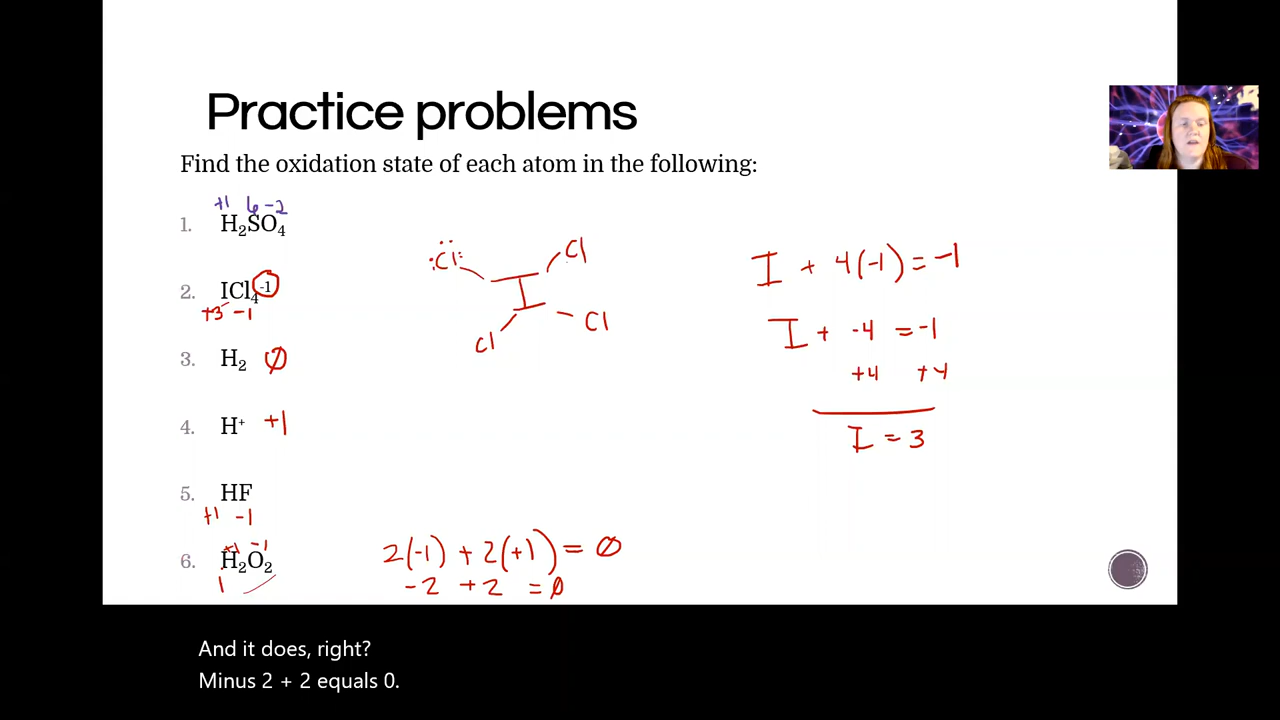 Practice problems
Find the oxidation state of each atom in the following:
+1 6 -2
1. H₂SO₄
2. ICl₄⁻¹
+3 -1
3. H₂ 0
4. H⁺ +1
5. HF
+1 -1
+1 -1
6. H₂O₂
Cl Cl
I
Cl Cl
I + 4(-1) = -1
I + -4 = -1
+4 +4
I = 3
2(-1) + 2(+1) = 0
-2 +2 = 0
And it does, right?
Minus 2 + 2 equals 0.